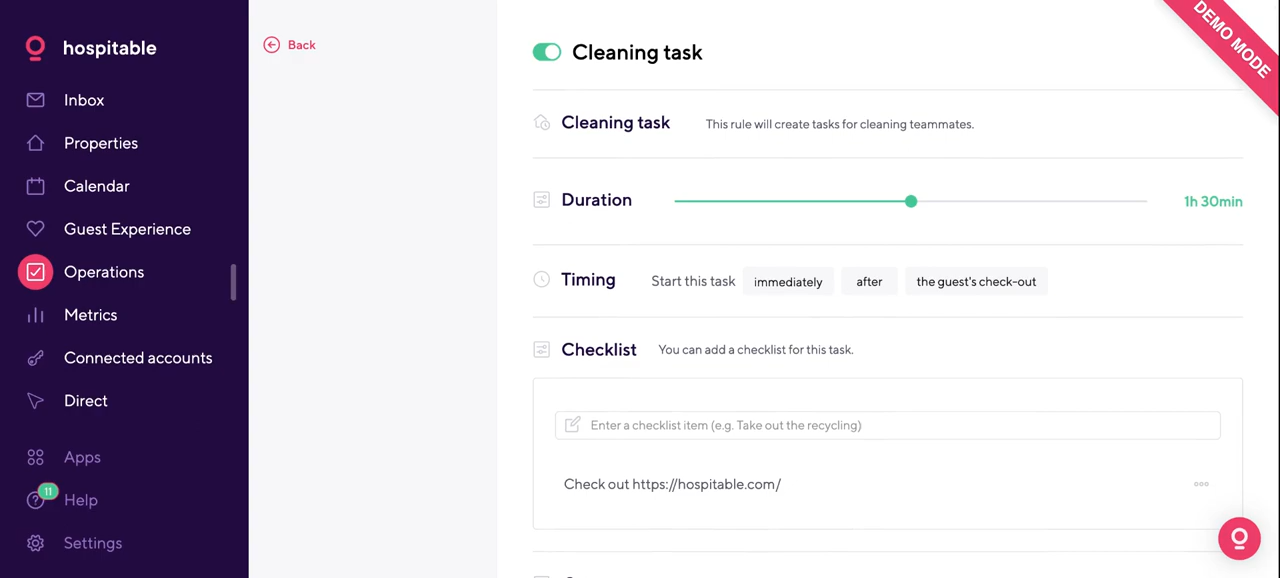 hospitable
Inbox
Properties
Calendar
Guest Experience
Operations
Metrics
Connected accounts
Direct
Apps
11
Help
Settings
Back
DEMO MODE
Cleaning task
Cleaning task This rule will create tasks for cleaning teammates.
Duration 1h 30min
Timing Start this task immediately after the guest's check-out
Checklist You can add a checklist for this task.
Enter a checklist item (e.g. Take out the recycling)
Check out https://hospitable.com/